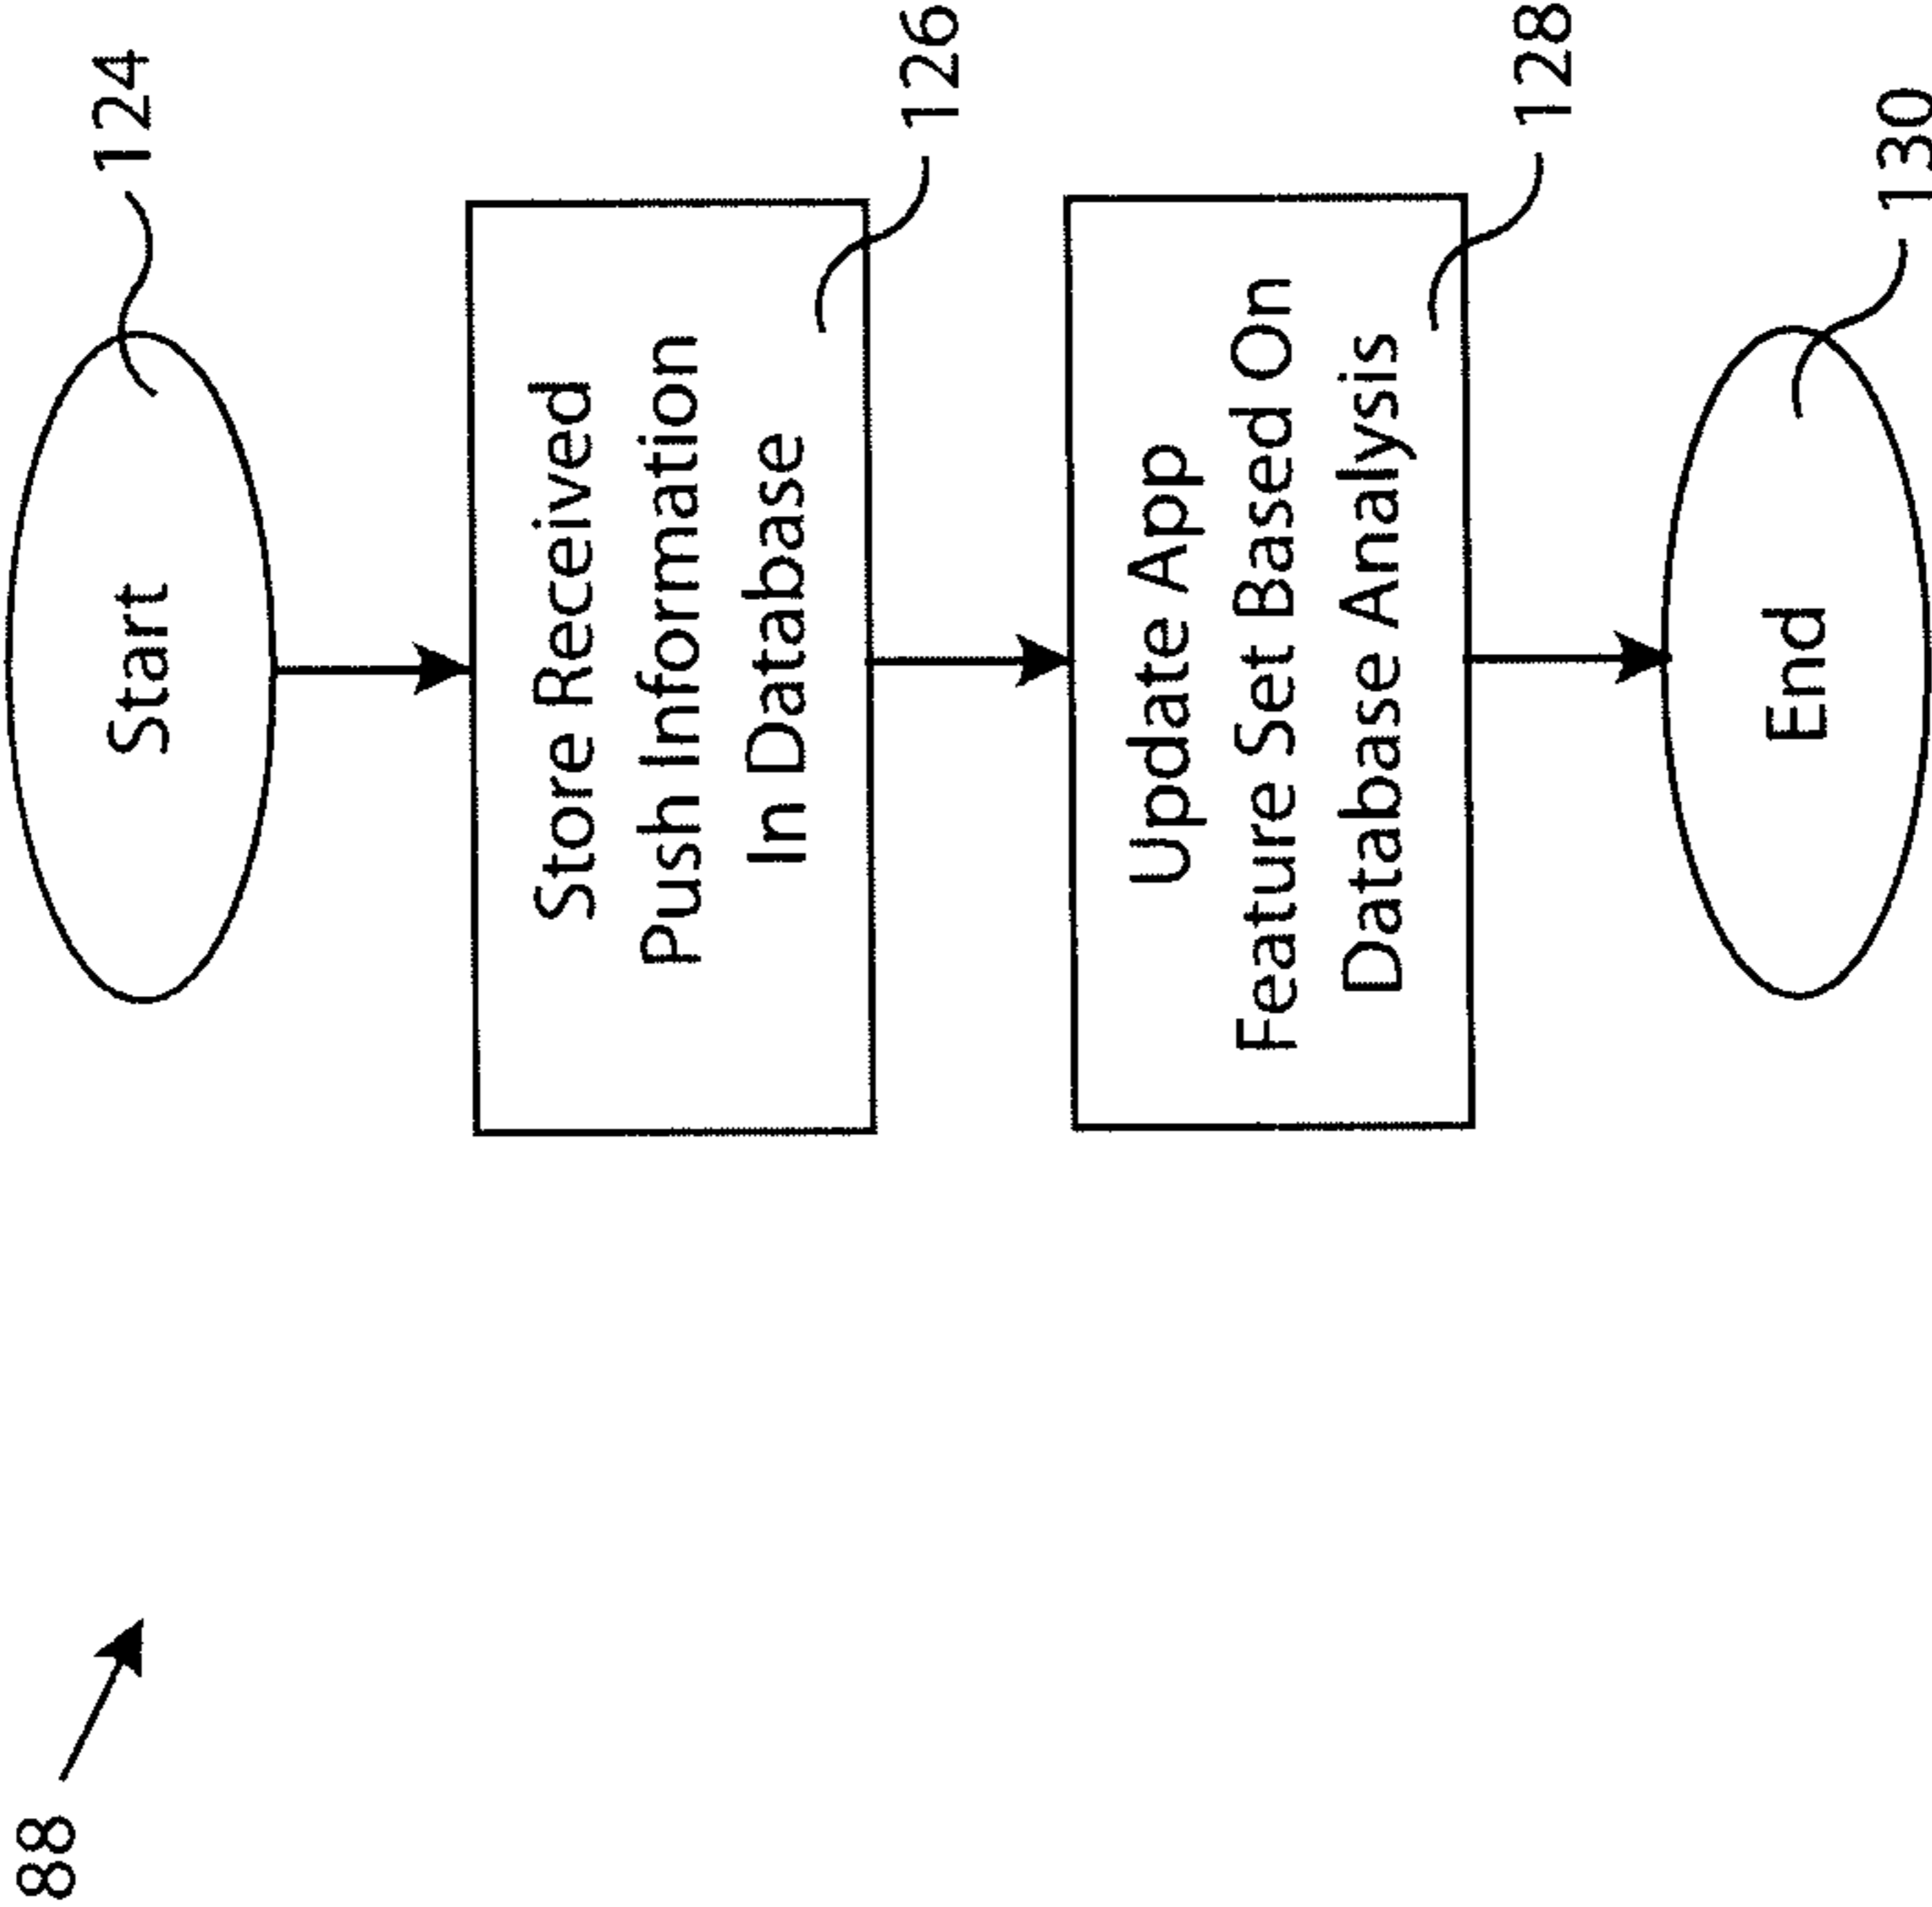 88
Start
124
Store Received
Push Information
In Database
126
Update App
Feature Set Based On
Database Analysis
128
End
130